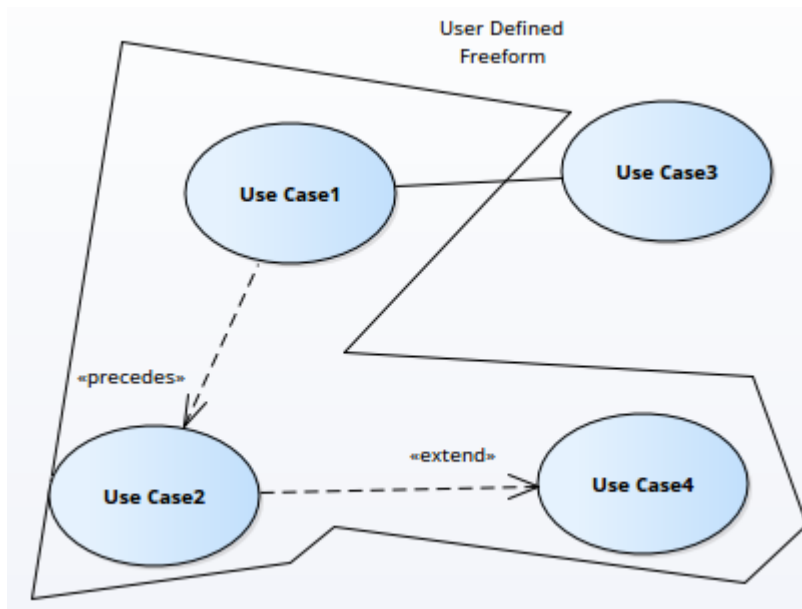 User Defined
Freeform
Use Case1
Use Case3
«precedes»
«extend»
Use Case2
Use Case4